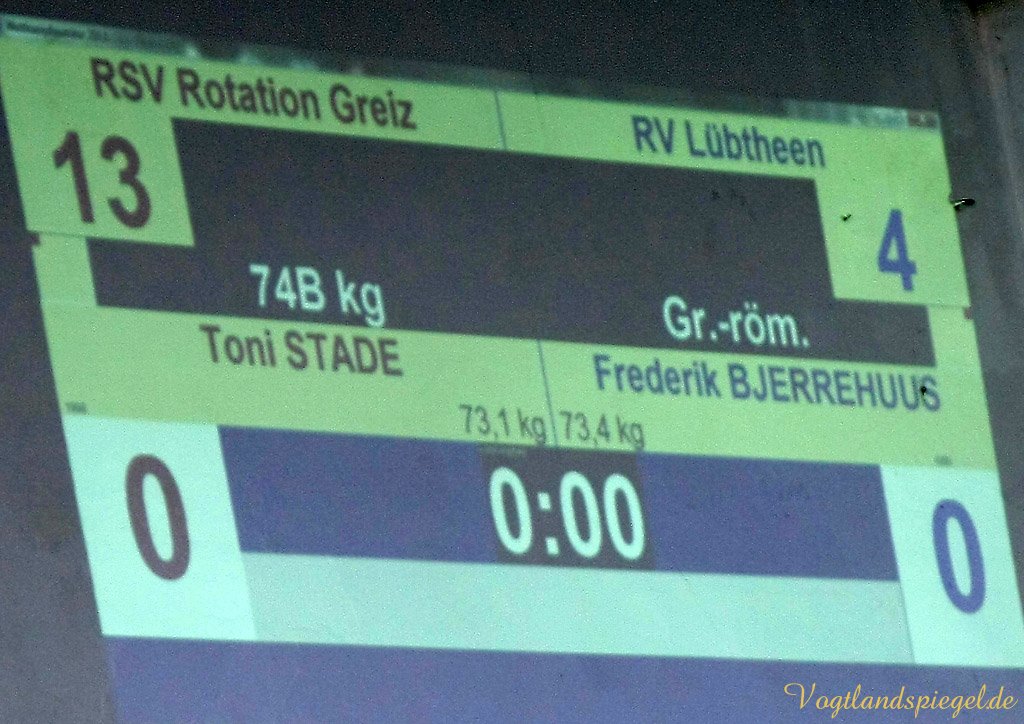 RSV Rotation Greiz RV Lübtheen
13 4
74B kg Gr.-röm.
Toni STADE Frederik BJERREHUUS
73,1 kg 73,4 kg
0 0:00 0
Vogtlandspiegel.de